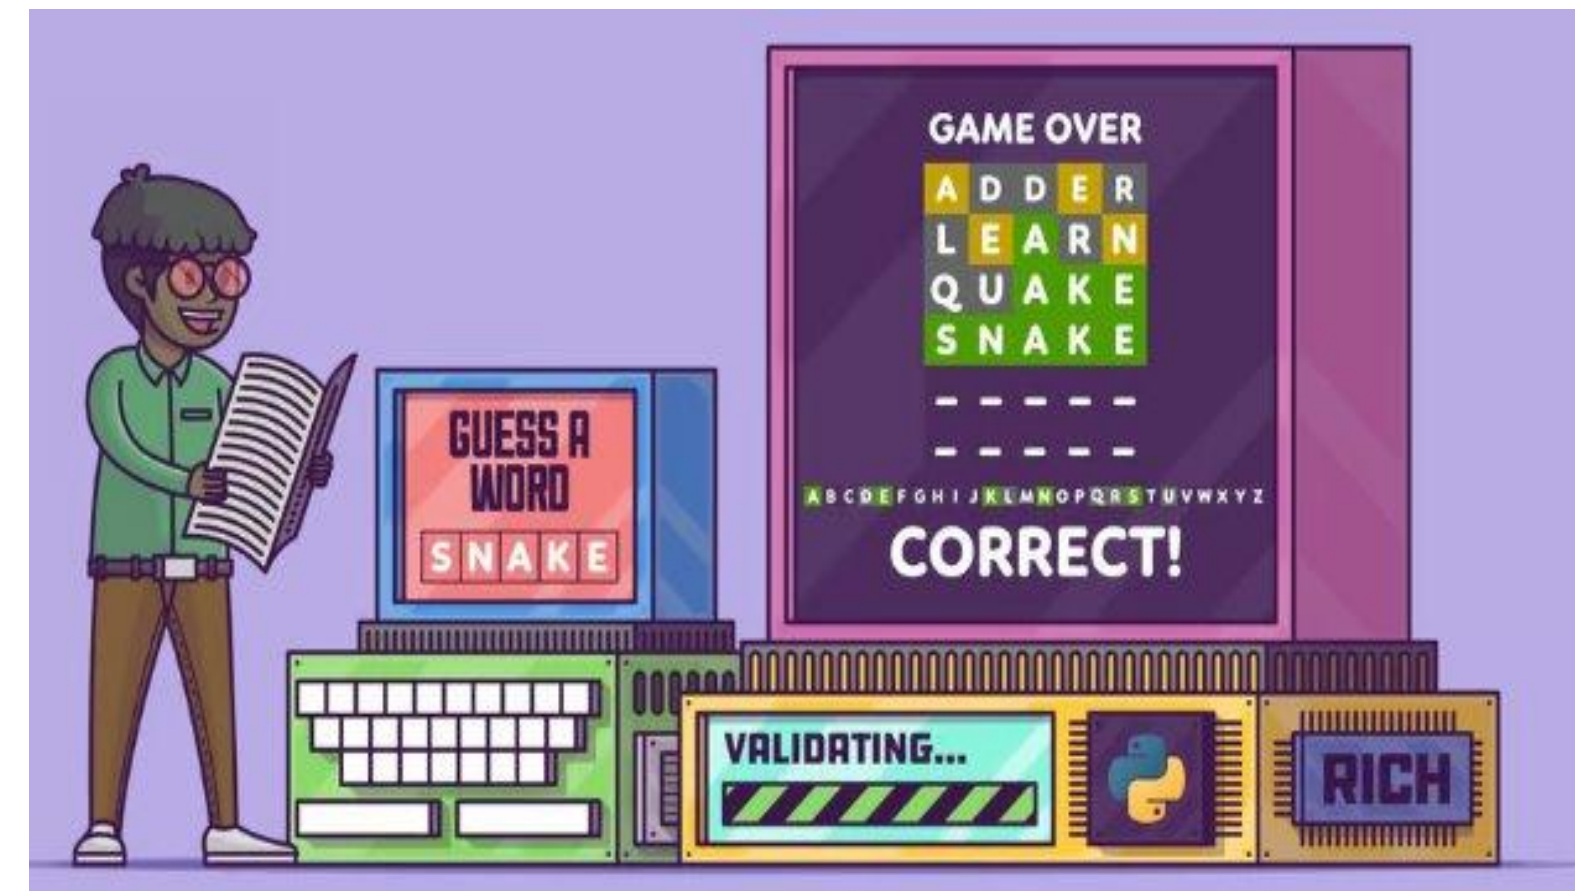 GUESS A
WORD
SNAKE
GAME OVER
ADDER
LEARN
QUAKE
SNAKE
- - - - -
- - - - -
ABCDEFGHIJKLMNOPQRSTUVWXYZ
CORRECT!
VALIDATING...
RICH